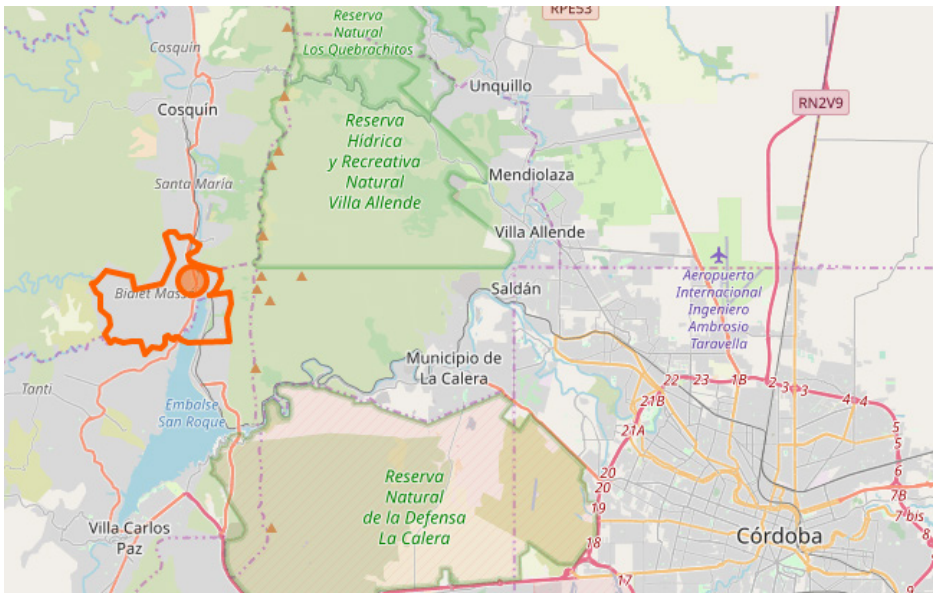 RPE53
Reserva
Natural
Los Quebrachitos
Cosquín
Unquillo
RN2V9
Cosquín
Reserva
Hídrica
y Recreativa
Natural
Villa Allende
Mendiolaza
Santa María
Villa Allende
Aeropuerto
Internacional
Ingeniero
Ambrosio
Taravella
Saldán
Bialet Mass
Municipio de
La Calera
Tanti
Embalse
San Roque
22
23
1B
2
3
3
4
4
21B
21A
5
5
6
20
20
19
7B
7-bis
8
18
17
9
Reserva
Natural
de la Defensa
La Calera
Villa Carlos
Paz
Córdoba